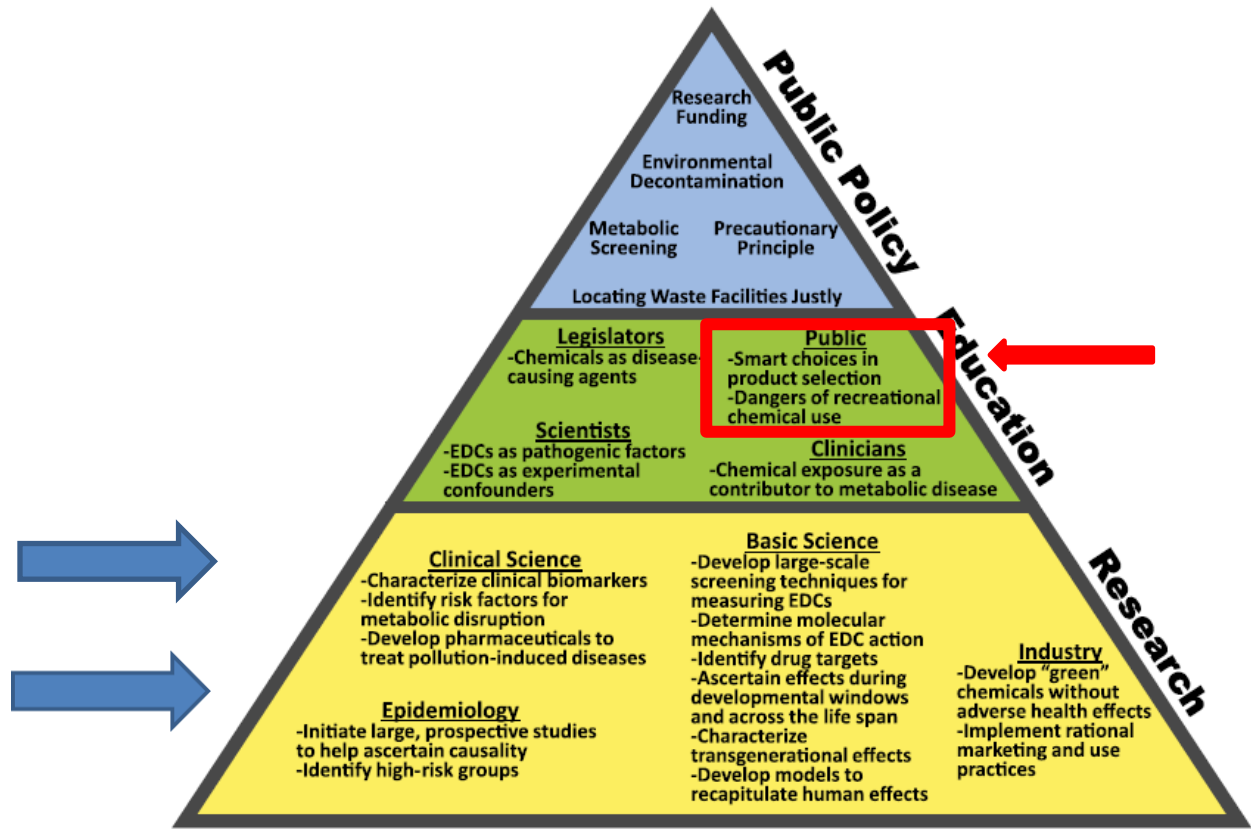 Public Policy
Research
Funding
Environmental
Decontamination
Metabolic
Screening
Precautionary
Principle
Locating Waste Facilities Justly
Education
Legislators
-Chemicals as disease-
causing agents
Public
-Smart choices in
product selection
-Dangers of recreational
chemical use
Scientists
-EDCs as pathogenic factors
-EDCs as experimental
confounders
Clinicians
-Chemical exposure as a
contributor to metabolic disease
Research
Clinical Science
-Characterize clinical biomarkers
-Identify risk factors for
metabolic disruption
-Develop pharmaceuticals to
treat pollution-induced diseases
Epidemiology
-Initiate large, prospective studies
to help ascertain causality
-Identify high-risk groups
Basic Science
-Develop large-scale
screening techniques for
measuring EDCs
-Determine molecular
mechanisms of EDC action
-Identify drug targets
-Ascertain effects during
developmental windows
and across the life span
-Characterize
transgenerational effects
-Develop models to
recapitulate human effects
Industry
-Develop “green”
chemicals without
adverse health effects
-Implement rational
marketing and use
practices